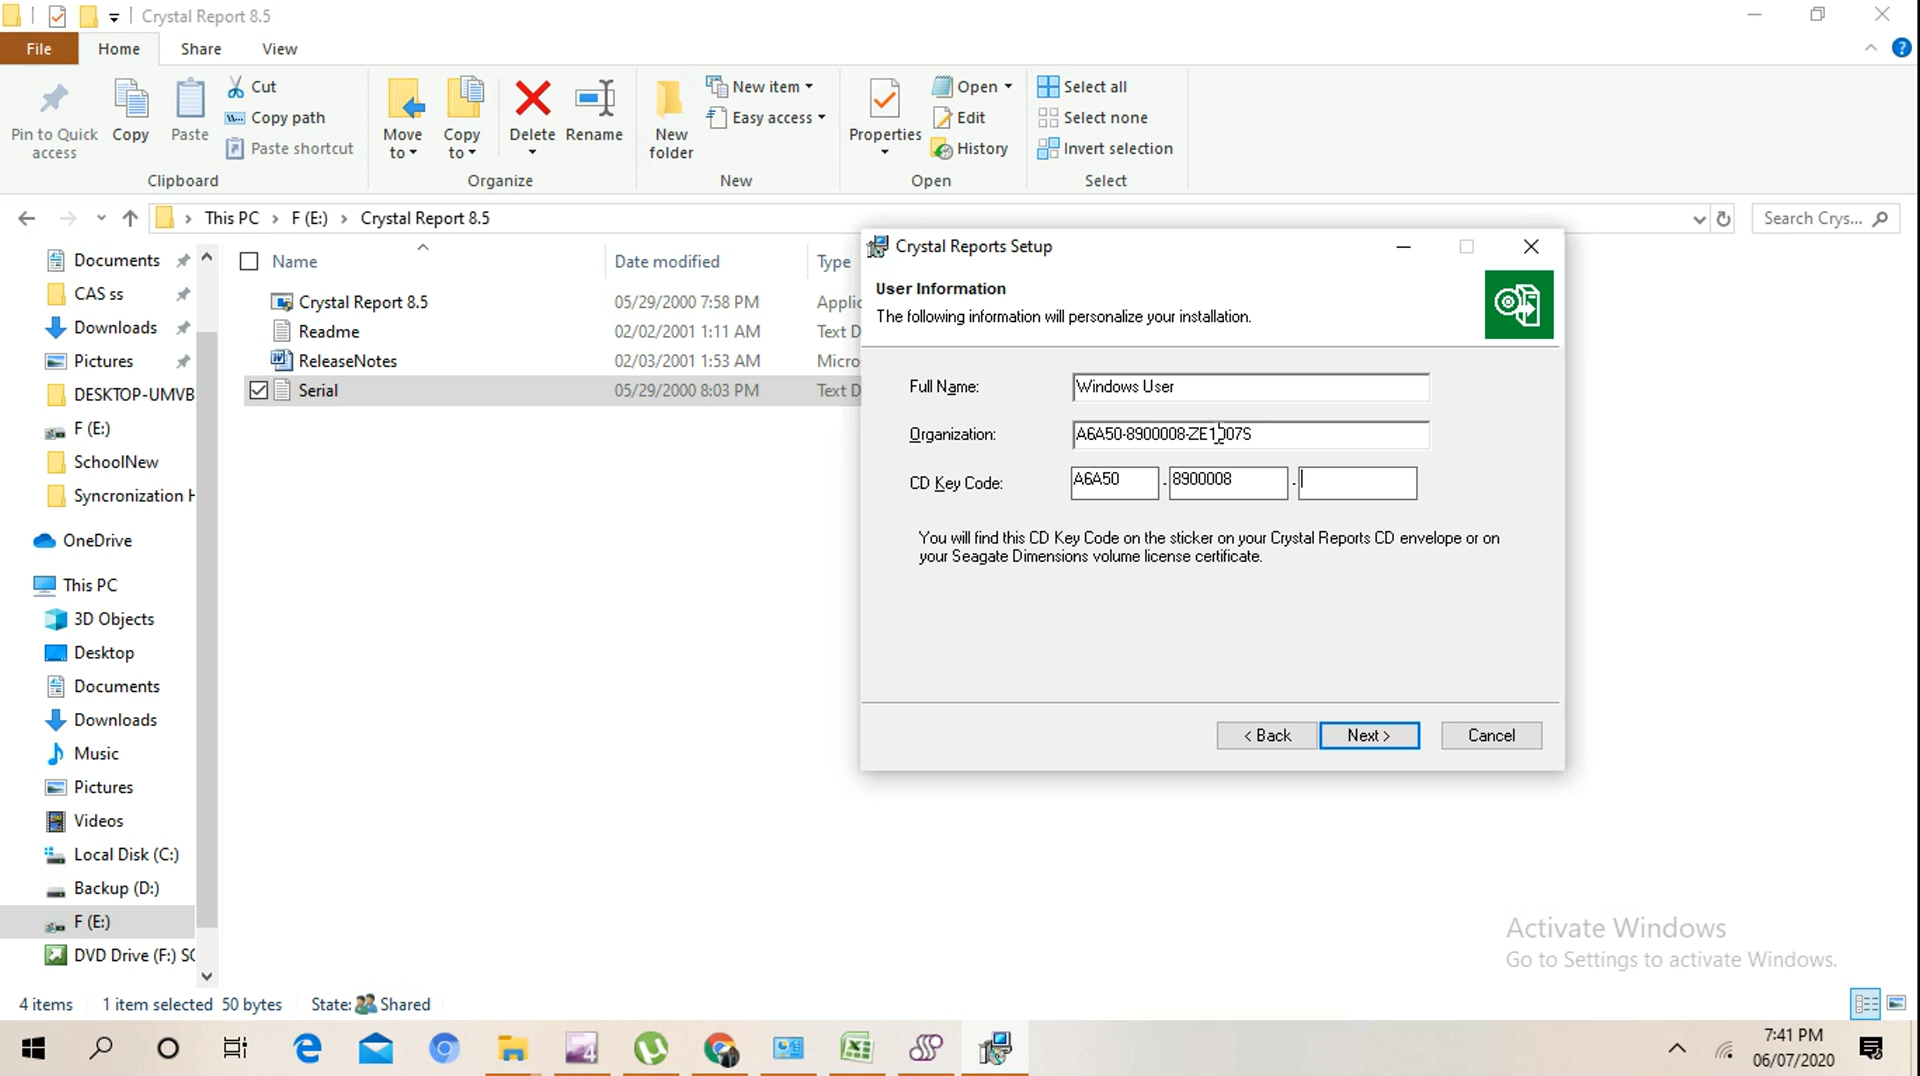 Crystal Report 8.5
File Home Share View
Pin to Quick access
Copy
Paste
Cut
Copy path
Paste shortcut
Clipboard
Move to
Copy to
Delete
Rename
Organize
New folder
New item
Easy access
New
Properties
Open
Edit
History
Open
Select all
Select none
Invert selection
Select
This PC › F (E:) › Crystal Report 8.5
Search Crys...
Documents
CAS ss
Downloads
Pictures
DESKTOP-UMVB
F (E:)
SchoolNew
Syncronization H
OneDrive
This PC
3D Objects
Desktop
Documents
Downloads
Music
Pictures
Videos
Local Disk (C:)
Backup (D:)
F (E:)
DVD Drive (F:) SC
Name Date modified Type
Crystal Report 8.5 05/29/2000 7:58 PM Applic
Readme 02/02/2001 1:11 AM Text D
ReleaseNotes 02/03/2001 1:53 AM Micro
Serial 05/29/2000 8:03 PM Text D
Crystal Reports Setup
User Information
The following information will personalize your installation.
Full Name: Windows User
Organization: A6A50-8900008-ZE1007S
CD Key Code: A6A50 - 8900008 -
You will find this CD Key Code on the sticker on your Crystal Reports CD envelope or on
your Seagate Dimensions volume license certificate.
< Back Next > Cancel
Activate Windows
Go to Settings to activate Windows.
4 items 1 item selected 50 bytes State: Shared
7:41 PM
06/07/2020